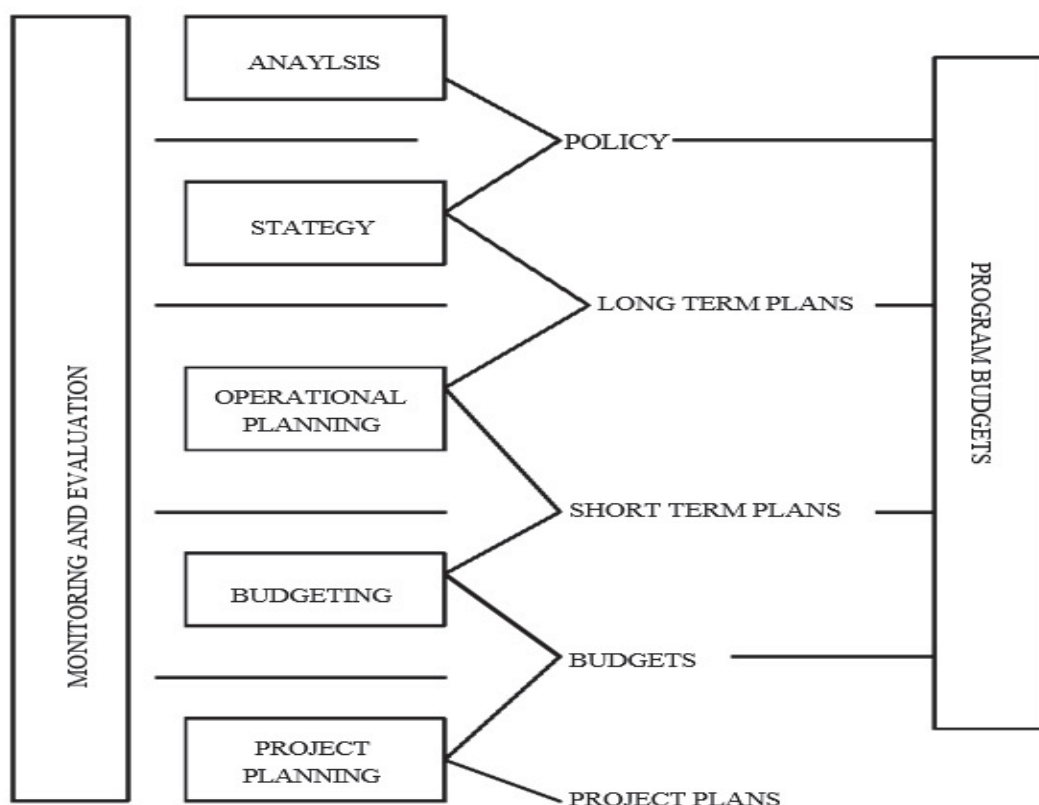 MONITORING AND EVALUATION
ANAYLSIS
POLICY
STATEGY
LONG TERM PLANS
OPERATIONAL
PLANNING
SHORT TERM PLANS
BUDGETING
BUDGETS
PROJECT
PLANNING
PROJECT PLANS
PROGRAM BUDGETS